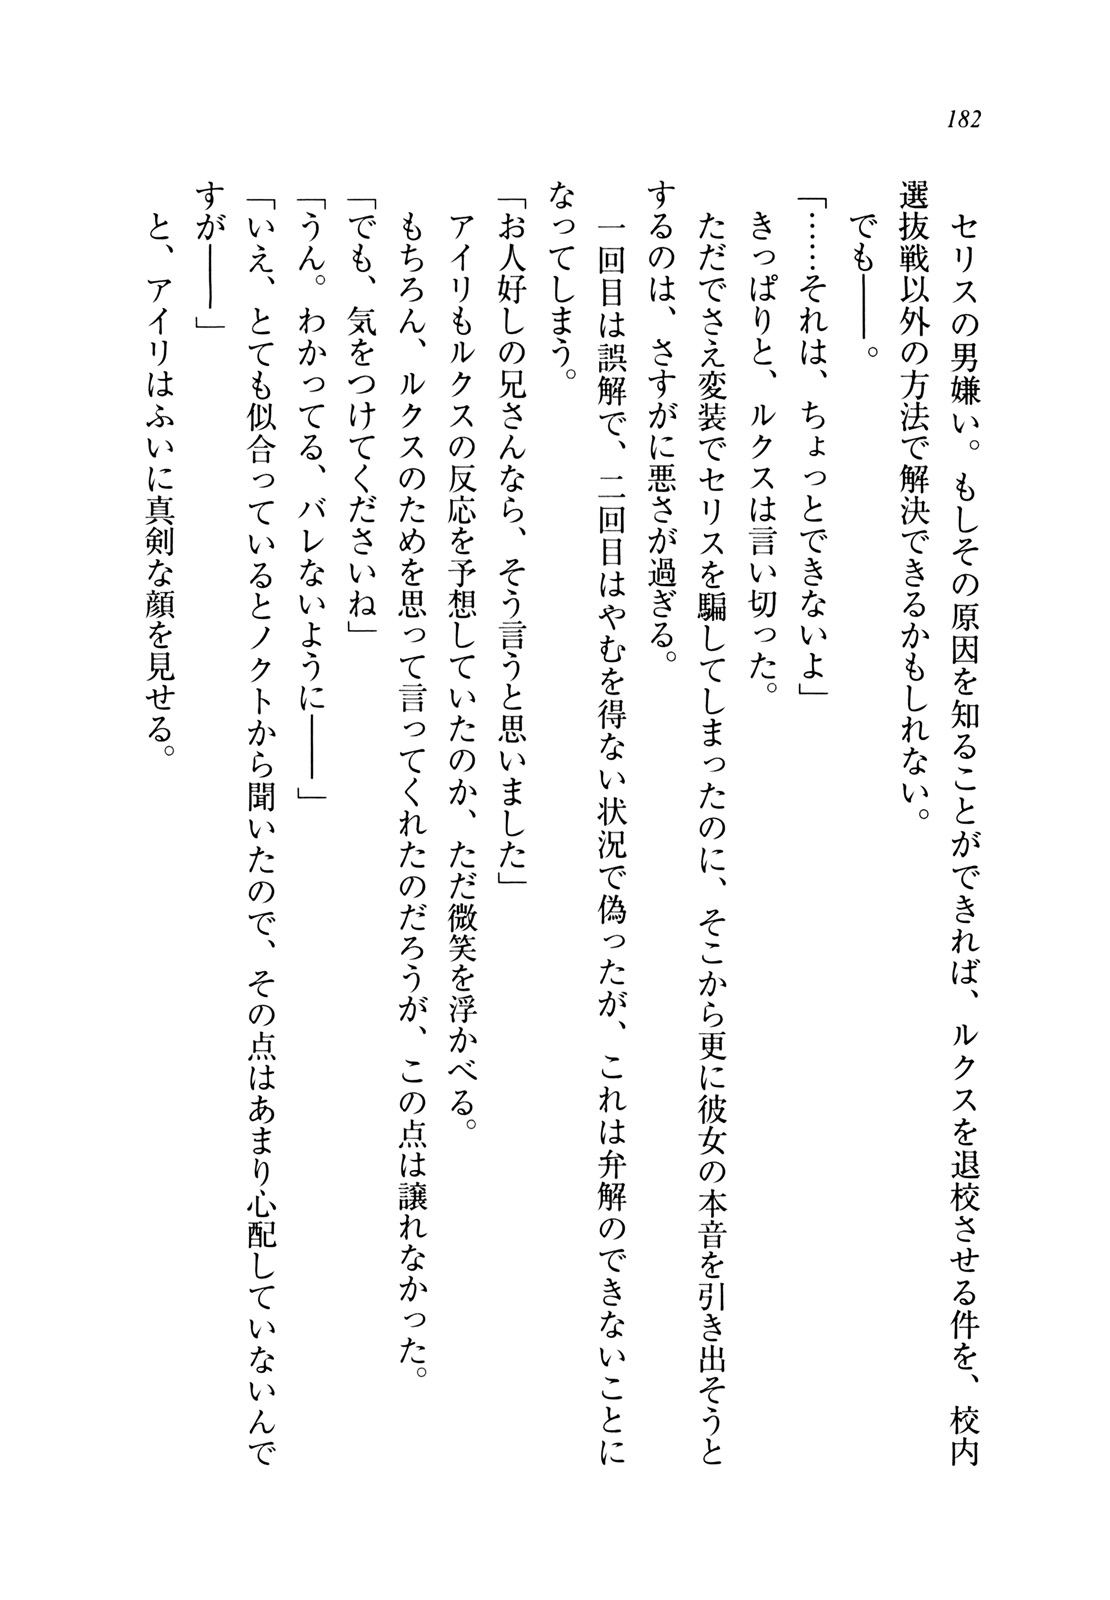 182
　セリスの男嫌い。もしその原因を知ることができれば、ルクスを退校させる件を、校内
選抜戦以外の方法で解決できるかもしれない。
　でも――。
「……それは、ちょっとできないよ」
　きっぱりと、ルクスは言い切った。
　ただでさえ変装でセリスを騙してしまったのに、そこから更に彼女の本音を引き出そうと
するのは、さすがに悪さが過ぎる。
　一回目は誤解で、二回目はやむを得ない状況で偽ったが、これは弁解のできないことに
なってしまう。
「お人好しの兄さんなら、そう言うと思いました」
　アイリもルクスの反応を予想していたのか、ただ微笑を浮かべる。
　もちろん、ルクスのためを思って言ってくれたのだろうが、この点は譲れなかった。
「でも、気をつけてくださいね」
「うん。わかってる、バレないように――」
「いえ、とても似合っているとノクトから聞いたので、その点はあまり心配していないんで
すが――」
　と、アイリはふいに真剣な顔を見せる。